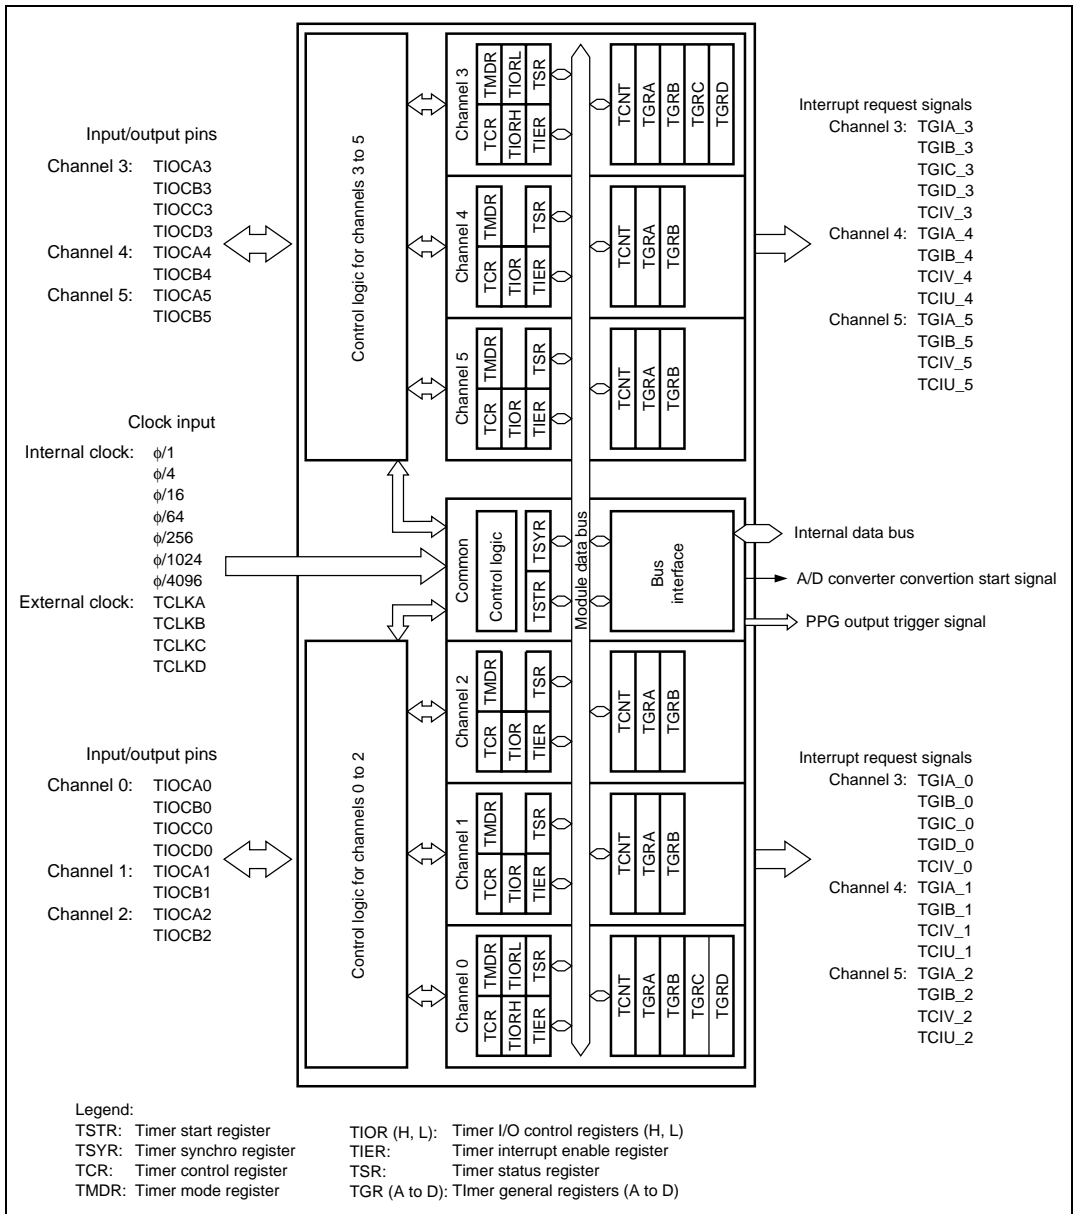 Input/output pins
Channel 3: TIOCA3
TIOCB3
TIOCC3
TIOCD3
Channel 4: TIOCA4
TIOCB4
Channel 5: TIOCA5
TIOCB5
Clock input
Internal clock: ϕ/1
ϕ/4
ϕ/16
ϕ/64
ϕ/256
ϕ/1024
ϕ/4096
External clock: TCLKA
TCLKB
TCLKC
TCLKD
Input/output pins
Channel 0: TIOCA0
TIOCB0
TIOCC0
TIOCD0
Channel 1: TIOCA1
TIOCB1
Channel 2: TIOCA2
TIOCB2
Control logic for channels 3 to 5
Control logic for channels 0 to 2
Channel 3
TCR TMDR
TIORH TIORL
TIER TSR
TCNT
TGRA
TGRB
TGRC
TGRD
Channel 4
TCR TMDR
TIOR
TIER TSR
TCNT
TGRA
TGRB
Channel 5
TCR TMDR
TIOR
TIER TSR
TCNT
TGRA
TGRB
Common
Control logic
TSTR TSYR
Module data bus
Bus
interface
Channel 2
TCR TMDR
TIOR
TIER TSR
TCNT
TGRA
TGRB
Channel 1
TCR TMDR
TIOR
TIER TSR
TCNT
TGRA
TGRB
Channel 0
TCR TMDR
TIORH TIORL
TIER TSR
TCNT
TGRA
TGRB
TGRC
TGRD
Interrupt request signals
Channel 3: TGIA_3
TGIB_3
TGIC_3
TGID_3
TCIV_3
Channel 4: TGIA_4
TGIB_4
TCIV_4
TCIU_4
Channel 5: TGIA_5
TGIB_5
TCIV_5
TCIU_5
Internal data bus
A/D converter convertion start signal
PPG output trigger signal
Interrupt request signals
Channel 3: TGIA_0
TGIB_0
TGIC_0
TGID_0
TCIV_0
Channel 4: TGIA_1
TGIB_1
TCIV_1
TCIU_1
Channel 5: TGIA_2
TGIB_2
TCIV_2
TCIU_2
Legend:
TSTR: Timer start register
TSYR: Timer synchro register
TCR: Timer control register
TMDR: Timer mode register
TIOR (H, L): Timer I/O control registers (H, L)
TIER: Timer interrupt enable register
TSR: Timer status register
TGR (A to D): TImer general registers (A to D)